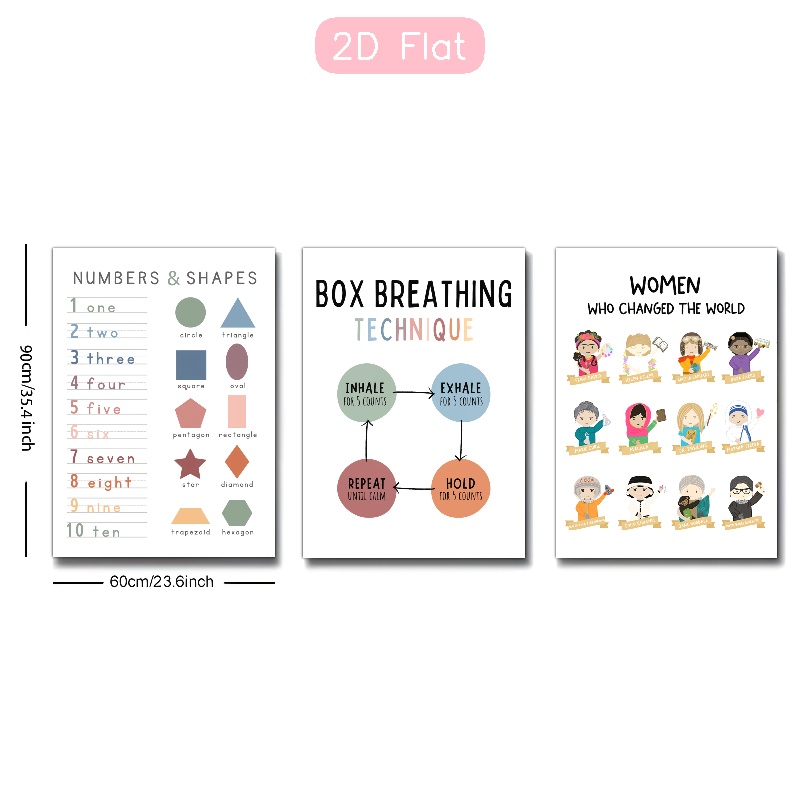 2D Flat
90cm/35.4 inch
60cm/23.6inch
NUMBERS & SHAPES
1 one
2 two
3 three
4 four
5 five
6 six
7 seven
8 eight
9 nine
10 ten
circle triangle
square oval
pentagon rectangle
star diamond
trapezoid hexagon
BOX BREATHING
TECHNIQUE
INHALE
FOR 5 COUNTS
EXHALE
FOR 5 COUNTS
REPEAT
UNTIL CALM
HOLD
FOR 5 COUNTS
WOMEN
WHO CHANGED THE WORLD